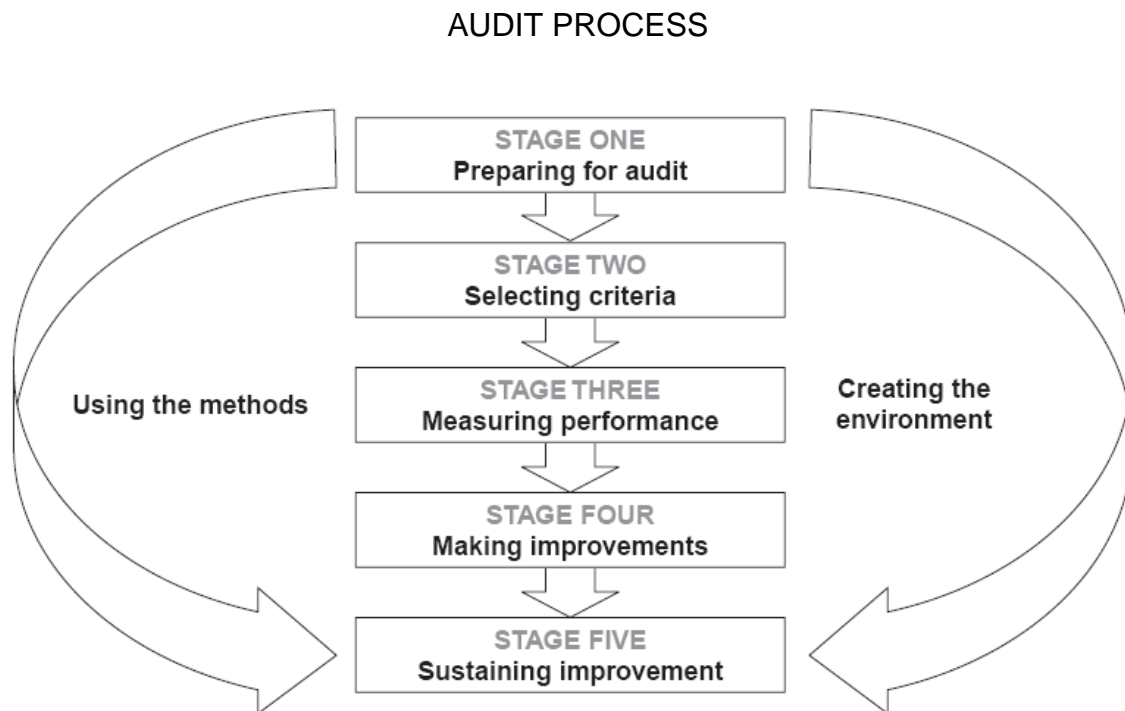 AUDIT PROCESS
STAGE ONE
Preparing for audit
STAGE TWO
Selecting criteria
STAGE THREE
Measuring performance
Using the methods
Creating the
environment
STAGE FOUR
Making improvements
STAGE FIVE
Sustaining improvement